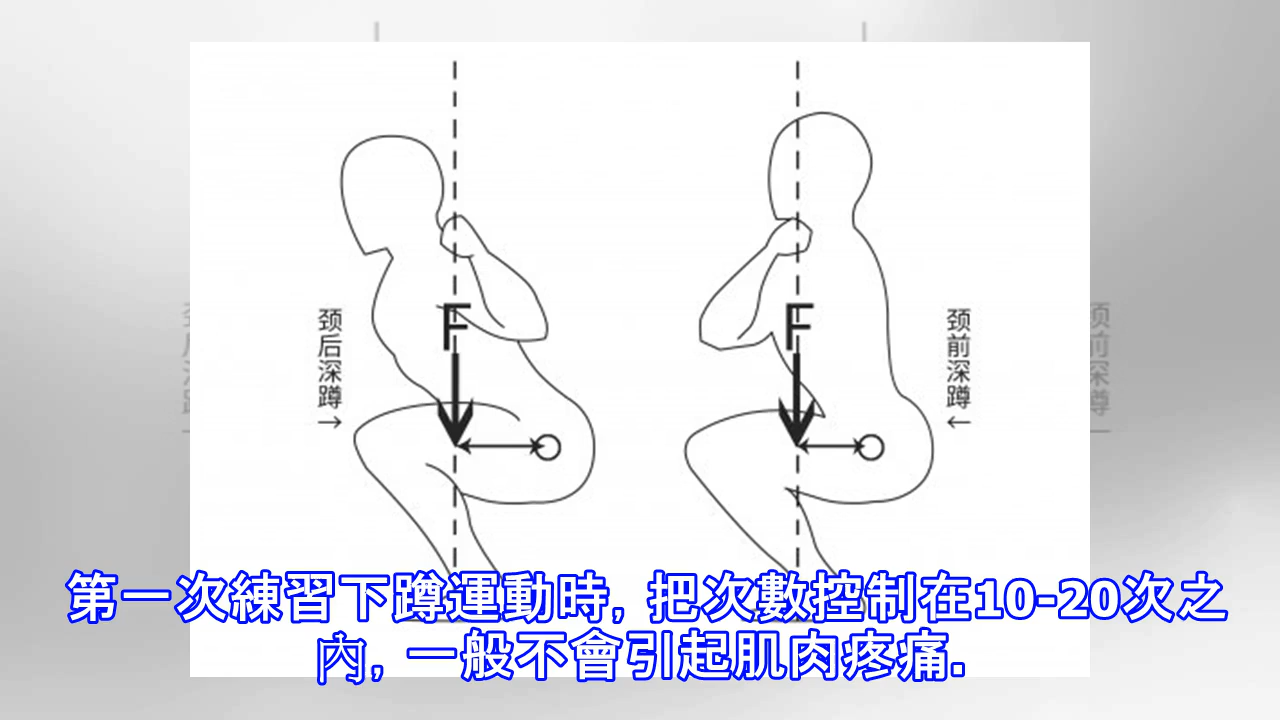 F
F
颈后深蹲→
颈前深蹲←
第一次練習下蹲運動時, 把次數控制在10-20次之
內, 一般不會引起肌肉疼痛.